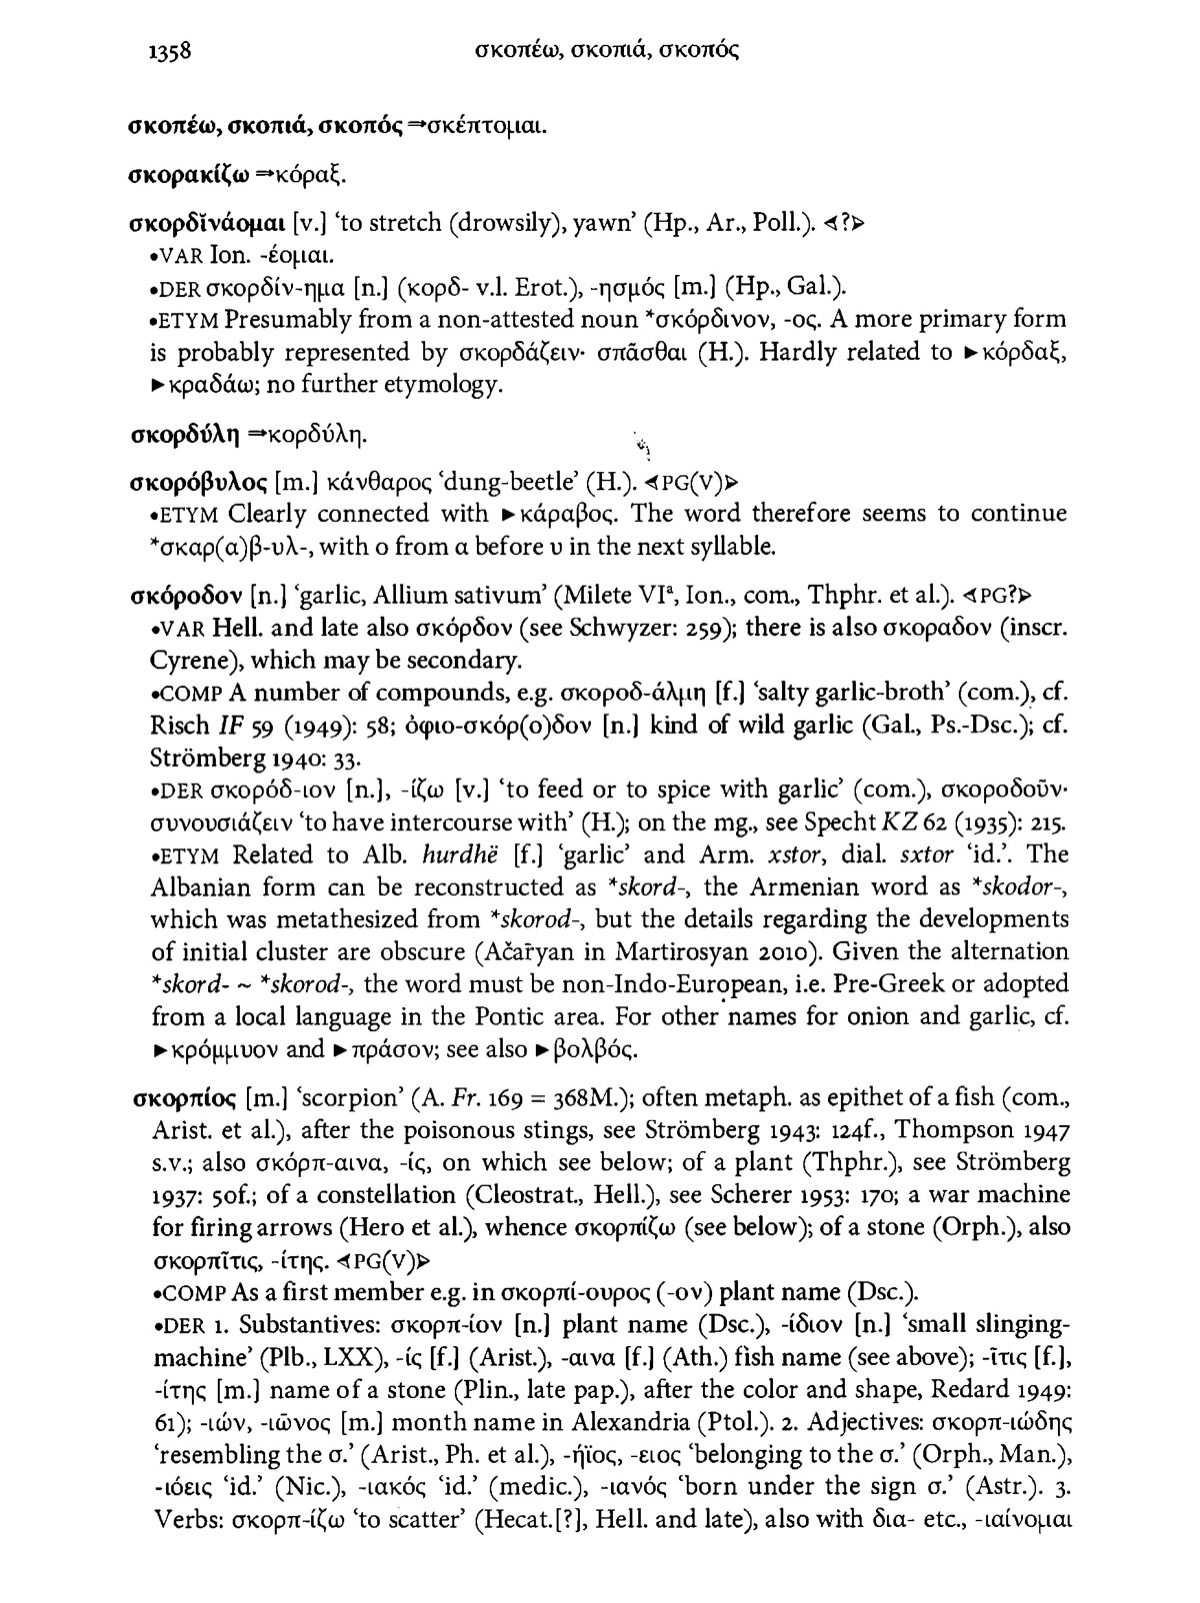 1358 σκοπέω, σκοπιά, σκοπός
σκοπέω, σκοπιά, σκοπός ⇒σκέπτομαι.
σκορακίζω ⇒κόραξ.
σκορδῐνάομαι [v.] ‘to stretch (drowsily), yawn’ (Hp., Ar., Poll.). ⊲?⊳
•VAR Ion. -έομαι.
•DER σκορδίν-ημα [n.] (κορδ- v.l. Erot.), -ησμός [m.] (Hp., Gal.).
•ETYM Presumably from a non-attested noun *σκόρδινον, -ος. A more primary form
is probably represented by σκορδάζειν· σπᾶσθαι (H.). Hardly related to ►κόρδαξ,
►κραδάω; no further etymology.
σκορδύλη ⇒κορδύλη.
σκορόβυλος [m.] κάνθαρος ‘dung-beetle’ (H.). ⊲PG(V)⊳
•ETYM Clearly connected with ►κάραβος. The word therefore seems to continue
*σκαρ(α)β-υλ-, with ο from α before υ in the next syllable.
σκόροδον [n.] ‘garlic, Allium sativum’ (Milete VIᵃ, Ion., com., Thphr. et al.). ⊲PG?⊳
•VAR Hell. and late also σκόρδον (see Schwyzer: 259); there is also σκοραδον (inscr.
Cyrene), which may be secondary.
•COMP A number of compounds, e.g. σκοροδ-άλμη [f.] ‘salty garlic-broth’ (com.), cf.
Risch IF 59 (1949): 58; ὀφιο-σκόρ(ο)δον [n.] kind of wild garlic (Gal., Ps.-Dsc.); cf.
Strömberg 1940: 33.
•DER σκορόδ-ιον [n.], -ίζω [v.] ‘to feed or to spice with garlic’ (com.), σκοροδοῦν·
συνουσιάζειν ‘to have intercourse with’ (H.); on the mg., see Specht KZ 62 (1935): 215.
•ETYM Related to Alb. hurdhë [f.] ‘garlic’ and Arm. xstor, dial. sxtor ‘id.’. The
Albanian form can be reconstructed as *skord-, the Armenian word as *skodor-,
which was metathesized from *skorod-, but the details regarding the developments
of initial cluster are obscure (Ačaṙyan in Martirosyan 2010). Given the alternation
*skord- ~ *skorod-, the word must be non-Indo-European, i.e. Pre-Greek or adopted
from a local language in the Pontic area. For other names for onion and garlic, cf.
►κρόμμυον and ►πράσον; see also ►βολβός.
σκορπίος [m.] ‘scorpion’ (A. Fr. 169 = 368M.); often metaph. as epithet of a fish (com.,
Arist. et al.), after the poisonous stings, see Strömberg 1943: 124f., Thompson 1947
s.v.; also σκόρπ-αινα, -ίς, on which see below; of a plant (Thphr.), see Strömberg
1937: 50f.; of a constellation (Cleostrat., Hell.), see Scherer 1953: 170; a war machine
for firing arrows (Hero et al.), whence σκορπίζω (see below); of a stone (Orph.), also
σκορπῖτις, -ίτης. ⊲PG(V)⊳
•COMP As a first member e.g. in σκορπί-ουρος (-ον) plant name (Dsc.).
•DER 1. Substantives: σκορπ-ίον [n.] plant name (Dsc.), -ίδιον [n.] ‘small slinging-
machine’ (Plb., LXX), -ίς [f.] (Arist.), -αινα [f.] (Ath.) fish name (see above); -ῖτις [f.],
-ίτης [m.] name of a stone (Plin., late pap.), after the color and shape, Redard 1949:
61); -ιών, -ιῶνος [m.] month name in Alexandria (Ptol.). 2. Adjectives: σκορπ-ιώδης
‘resembling the σ.’ (Arist., Ph. et al.), -ήϊος, -ειος ‘belonging to the σ.’ (Orph., Man.),
-ιόεις ‘id.’ (Nic.), -ιακός ‘id.’ (medic.), -ιανός ‘born under the sign σ.’ (Astr.). 3.
Verbs: σκορπ-ίζω ‘to scatter’ (Hecat.[?], Hell. and late), also with δια- etc., -ιαίνομαι